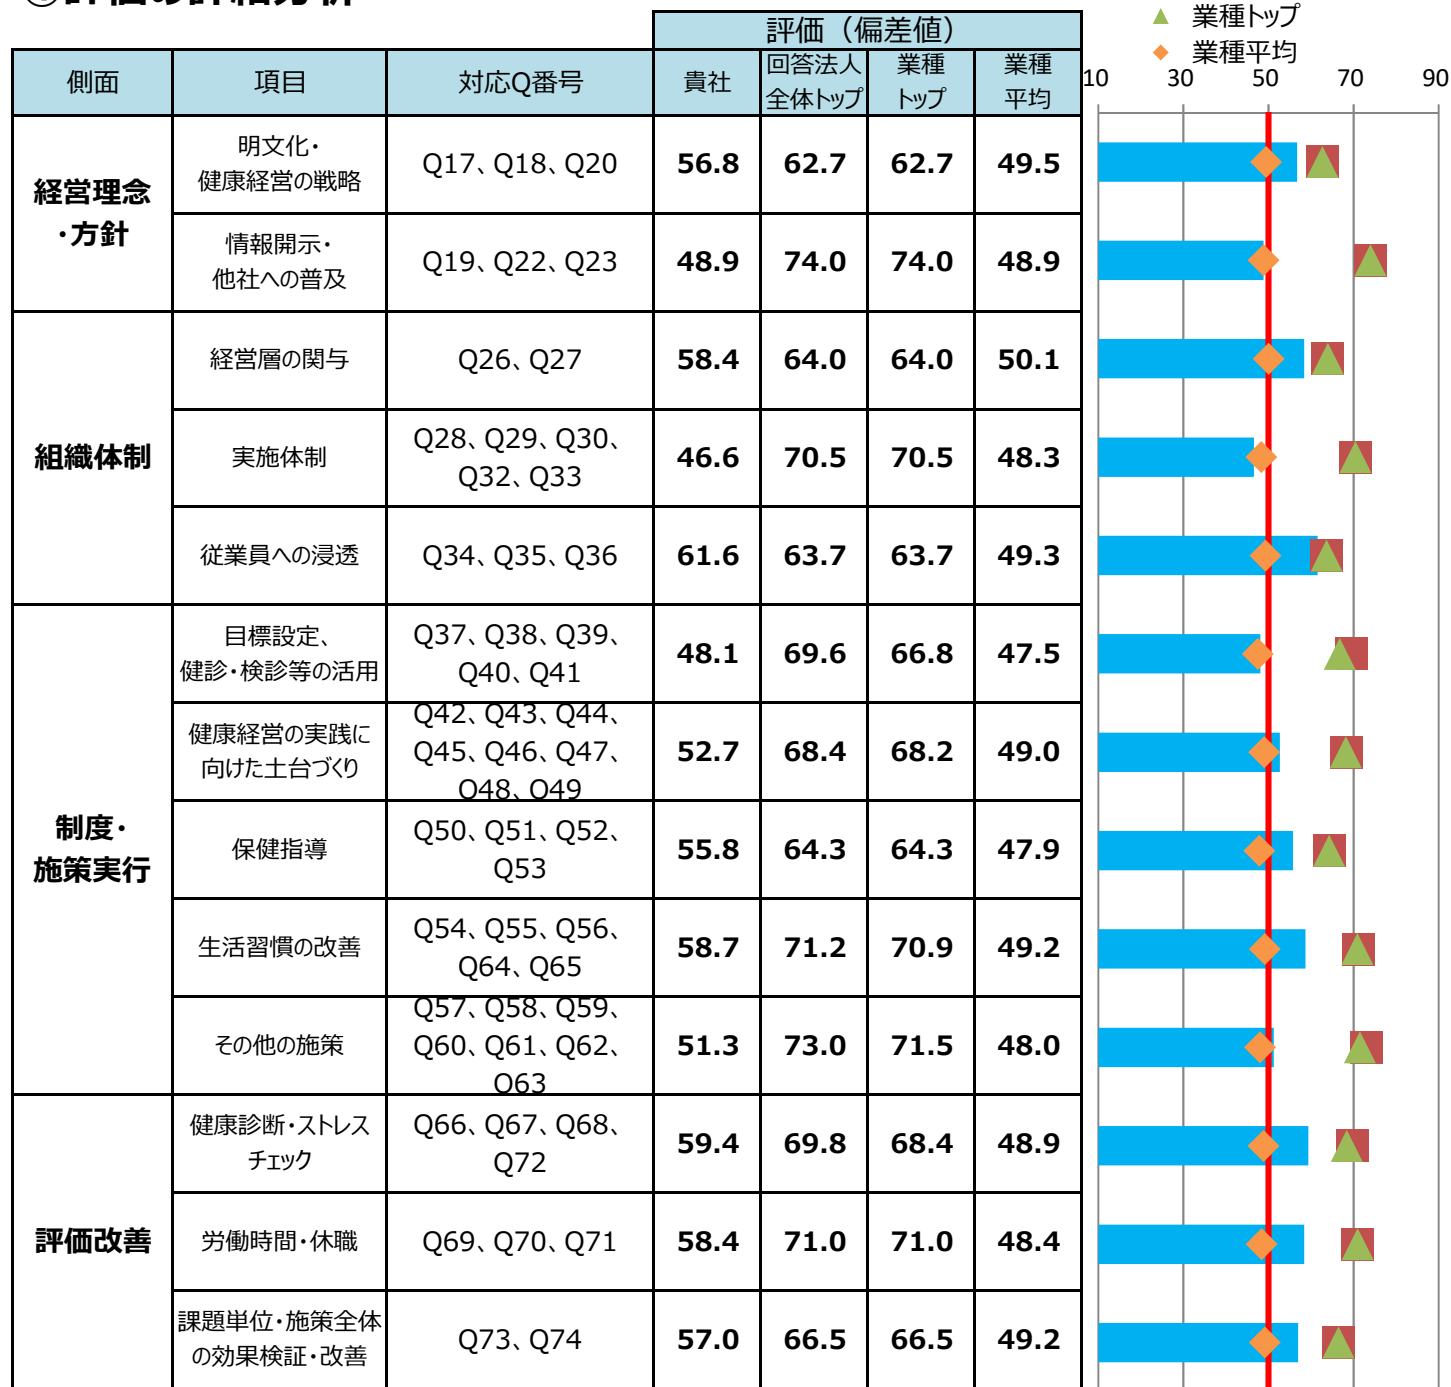 評価（偏差値）
側面 項目 対応Q番号 貴社 回答法人 業種 業種
全体トップ トップ 平均
▲ 業種トップ
◆ 業種平均
10 30 50 70 90
経営理念
・方針
明文化・
健康経営の戦略
Q17、Q18、Q20
56.8 62.7 62.7 49.5
情報開示・
他社への普及
Q19、Q22、Q23
48.9 74.0 74.0 48.9
組織体制
経営層の関与
Q26、Q27
58.4 64.0 64.0 50.1
実施体制
Q28、Q29、Q30、
Q32、Q33
46.6 70.5 70.5 48.3
従業員への浸透
Q34、Q35、Q36
61.6 63.7 63.7 49.3
制度・
施策実行
目標設定、
健診・検診等の活用
Q37、Q38、Q39、
Q40、Q41
48.1 69.6 66.8 47.5
健康経営の実践に
向けた土台づくり
Q42、Q43、Q44、
Q45、Q46、Q47、
Q48、Q49
52.7 68.4 68.2 49.0
保健指導
Q50、Q51、Q52、
Q53
55.8 64.3 64.3 47.9
生活習慣の改善
Q54、Q55、Q56、
Q64、Q65
58.7 71.2 70.9 49.2
その他の施策
Q57、Q58、Q59、
Q60、Q61、Q62、
Q63
51.3 73.0 71.5 48.0
評価改善
健康診断・ストレス
チェック
Q66、Q67、Q68、
Q72
59.4 69.8 68.4 48.9
労働時間・休職
Q69、Q70、Q71
58.4 71.0 71.0 48.4
課題単位・施策全体
の効果検証・改善
Q73、Q74
57.0 66.5 66.5 49.2